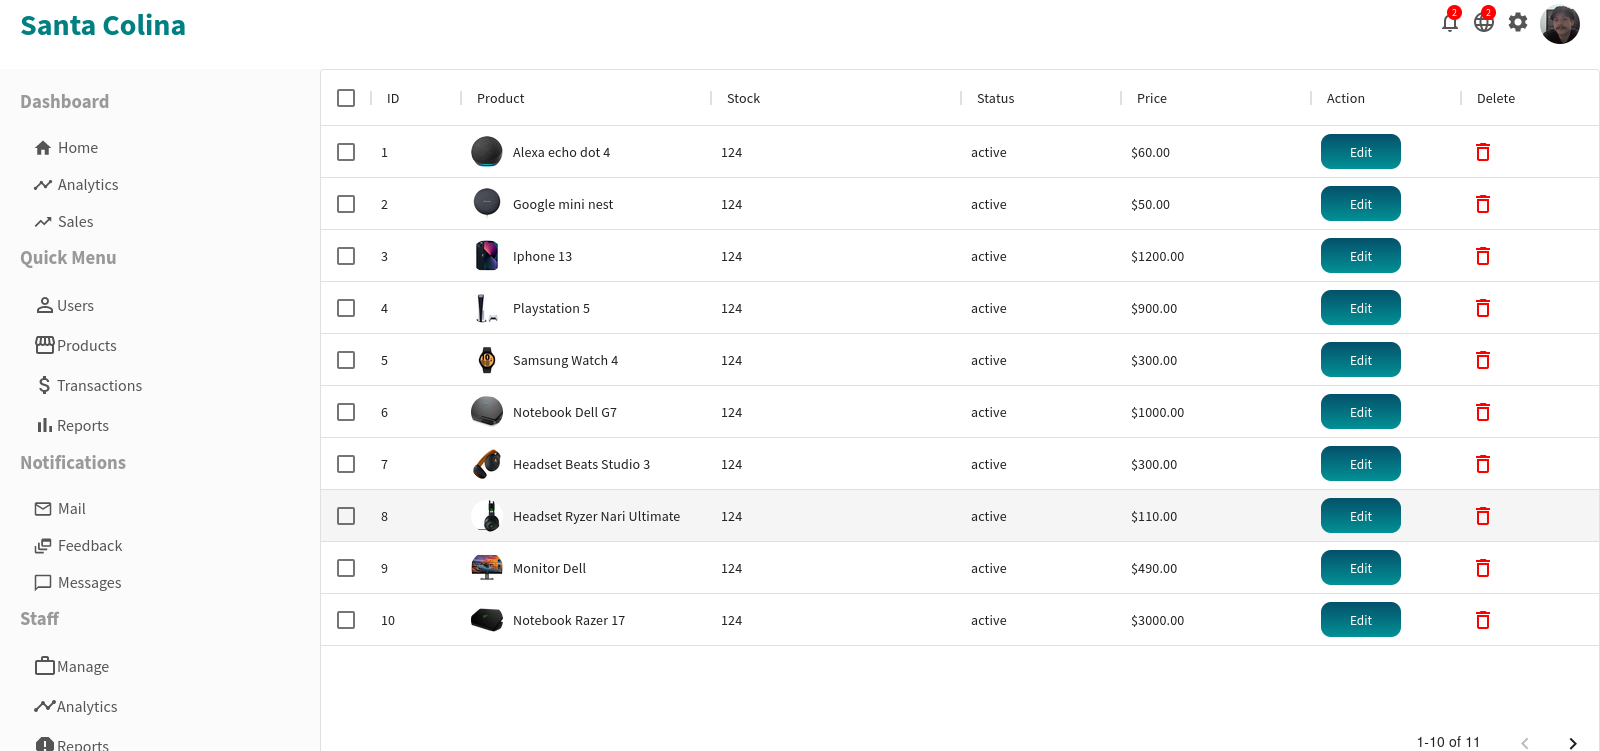 Santa Colina
2
2
Dashboard
Home
Analytics
Sales
Quick Menu
Users
Products
Transactions
Reports
Notifications
Mail
Feedback
Messages
Staff
Manage
Analytics
Reports
ID Product Stock Status Price Action Delete
1 Alexa echo dot 4 124 active $60.00 Edit
2 Google mini nest 124 active $50.00 Edit
3 Iphone 13 124 active $1200.00 Edit
4 Playstation 5 124 active $900.00 Edit
5 Samsung Watch 4 124 active $300.00 Edit
6 Notebook Dell G7 124 active $1000.00 Edit
7 Headset Beats Studio 3 124 active $300.00 Edit
8 Headset Ryzer Nari Ultimate 124 active $110.00 Edit
9 Monitor Dell 124 active $490.00 Edit
10 Notebook Razer 17 124 active $3000.00 Edit
1-10 of 11